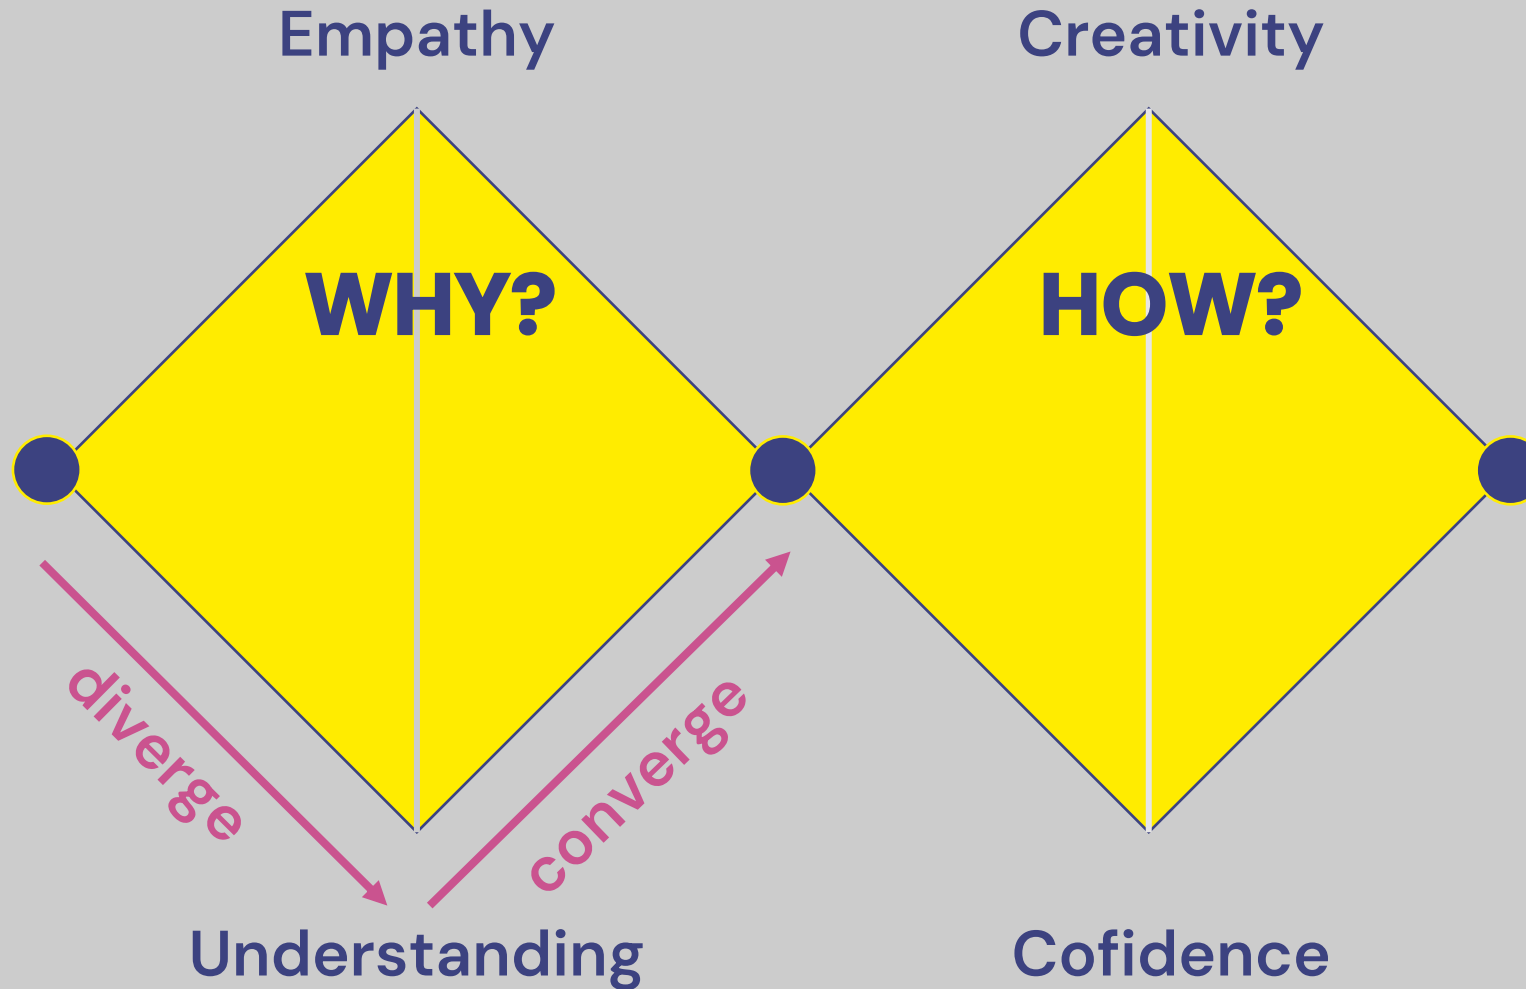 Empathy
Creativity
WHY?
HOW?
diverge
converge
Understanding
Cofidence